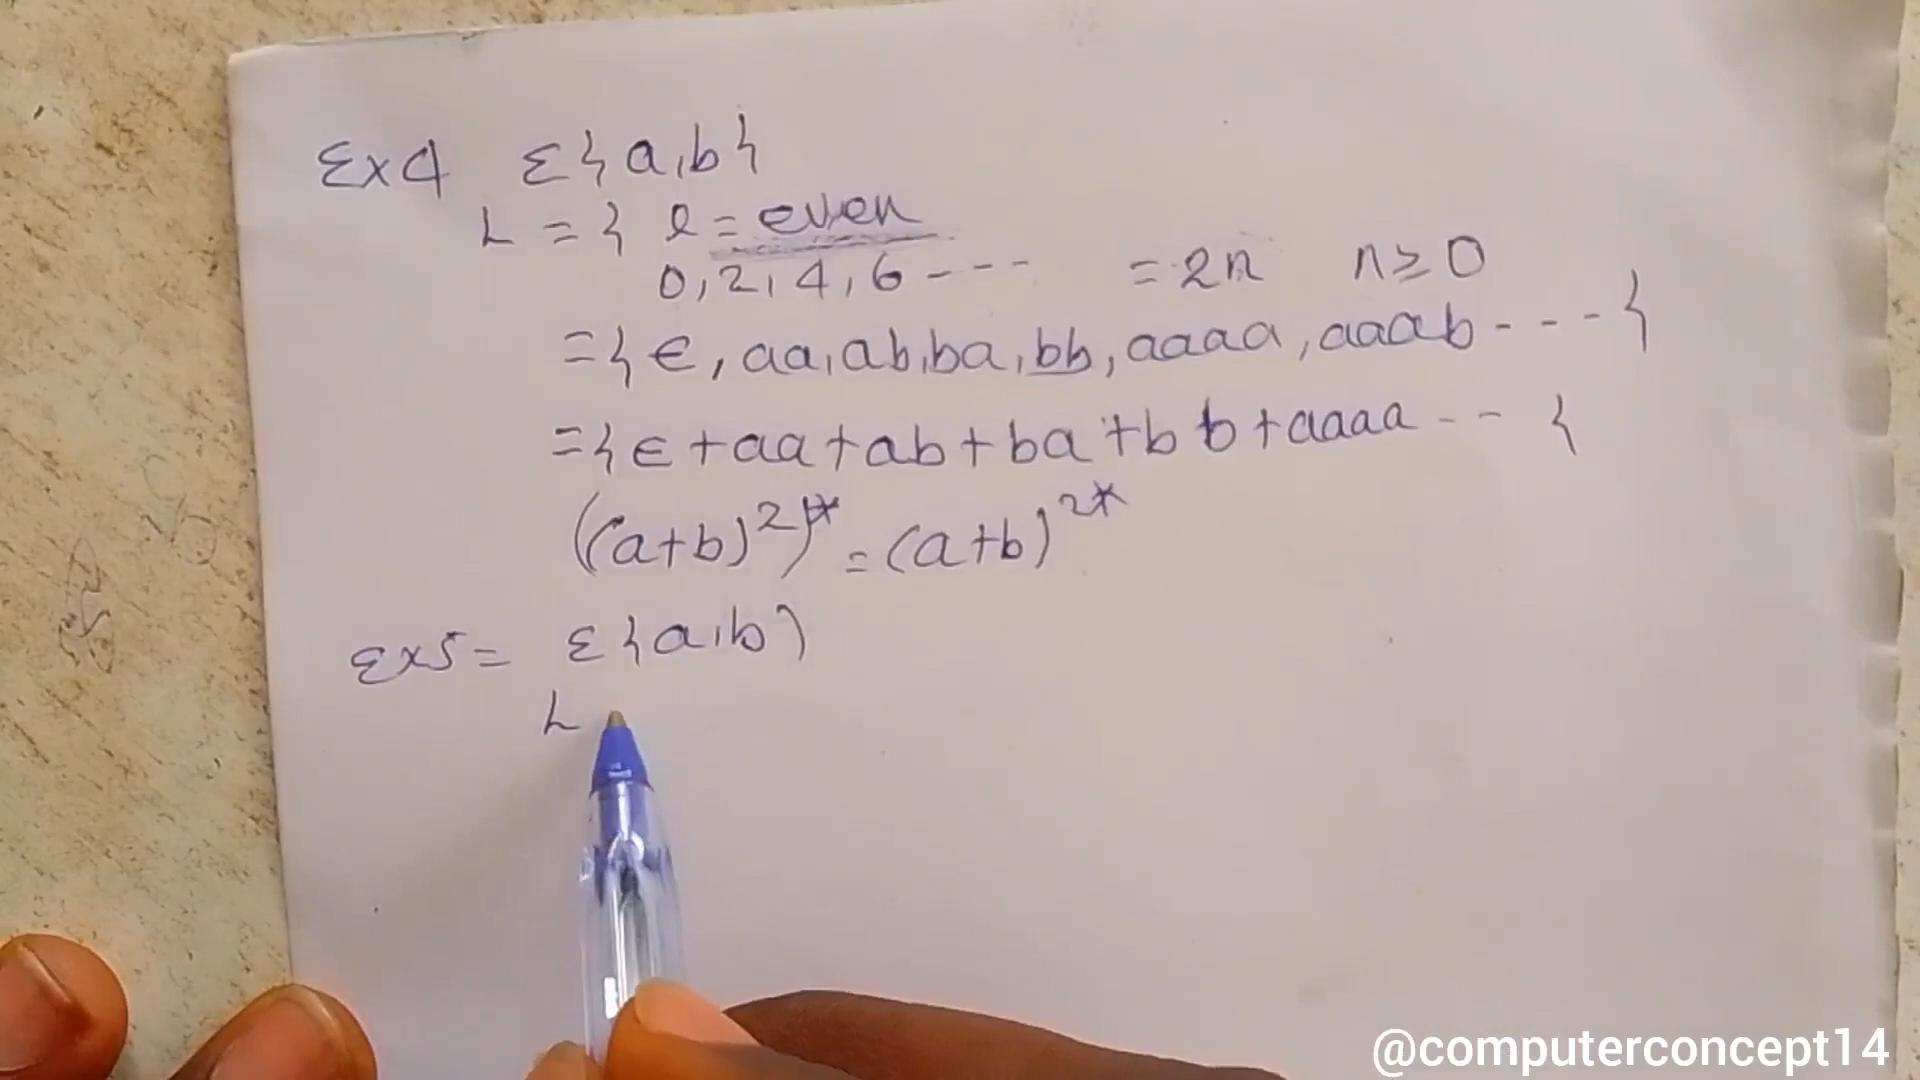 Ex4 Σ{a,b}
L = { l = even
0,2,4,6 --- = 2n n≥0
={ϵ, aa,ab,ba,bb,aaaa,aaab----}
={ϵ+aa+ab+ba+bb+aaaa--}
((a+b)²)* = (a+b)²*
Ex5= Σ{a,b}
L
@computerconcept14